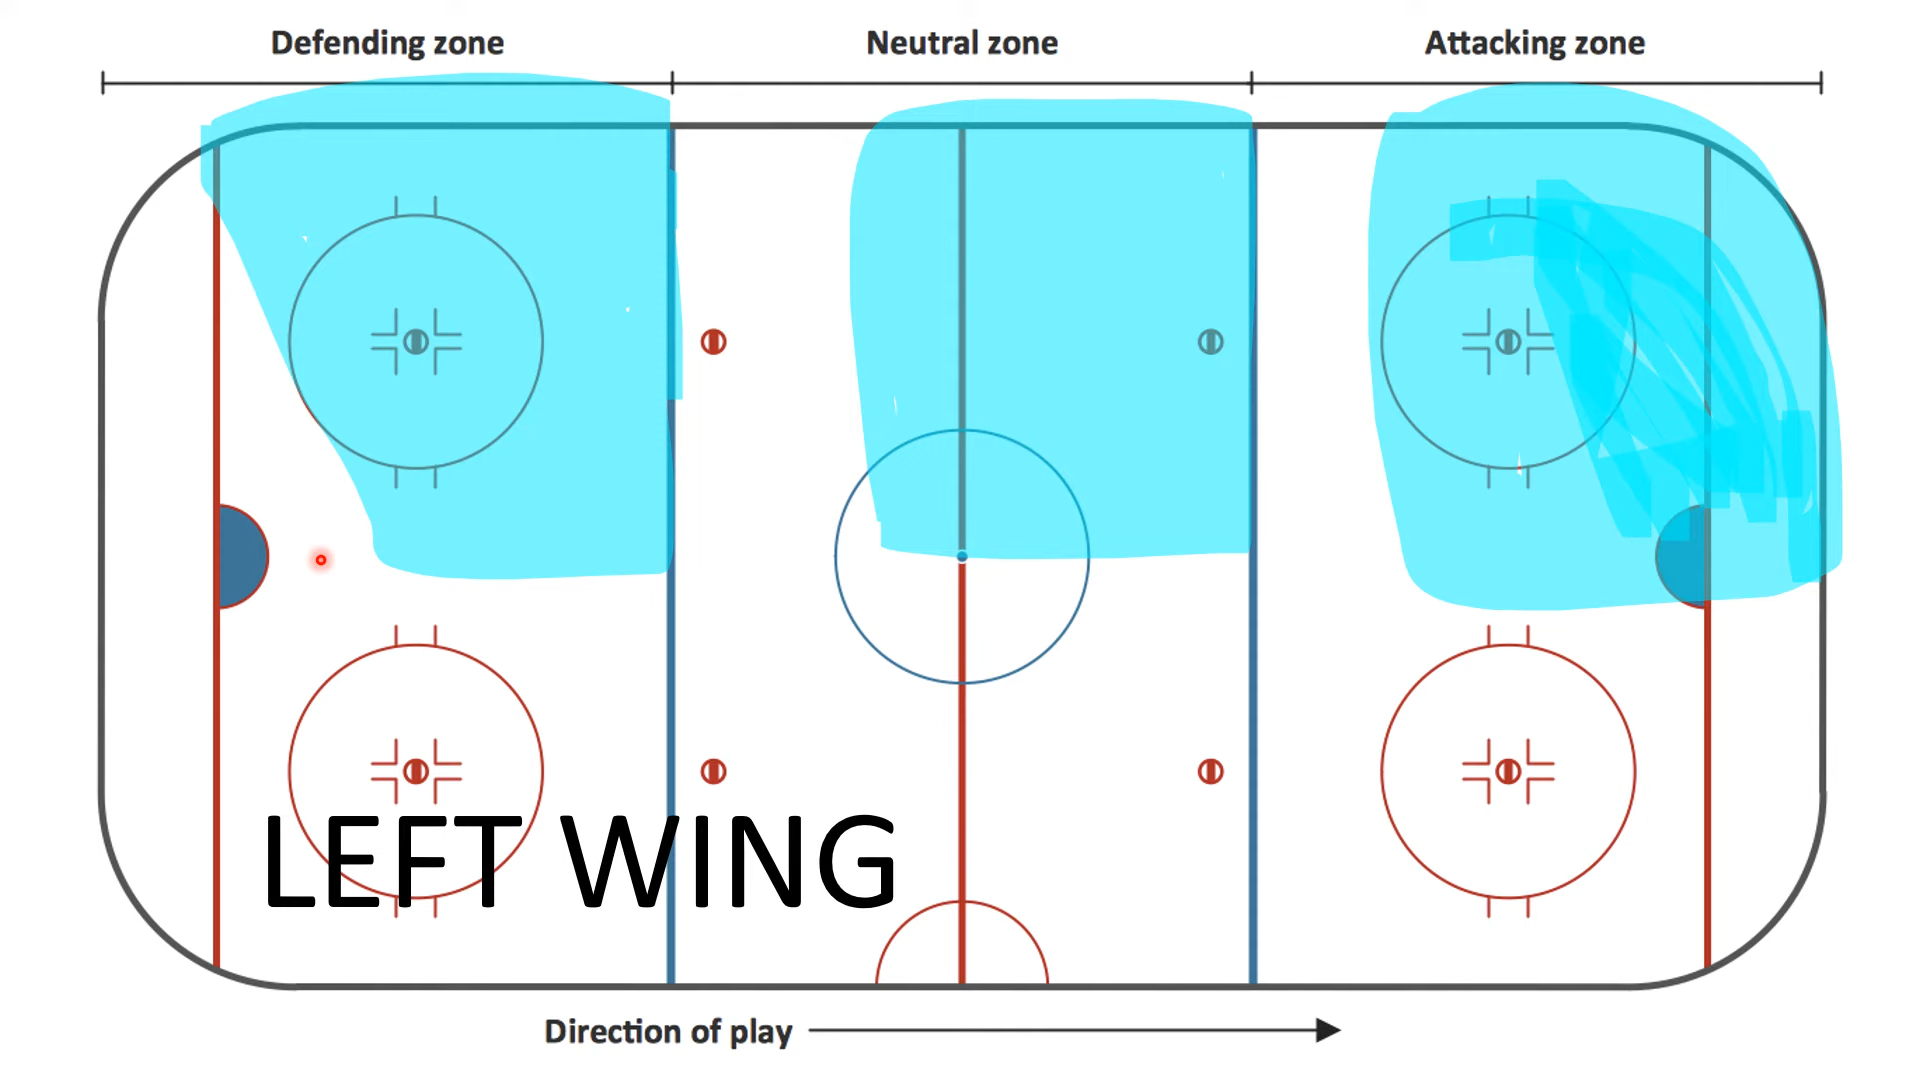 Defending zone
Neutral zone
Attacking zone
LEFT WING
Direction of play